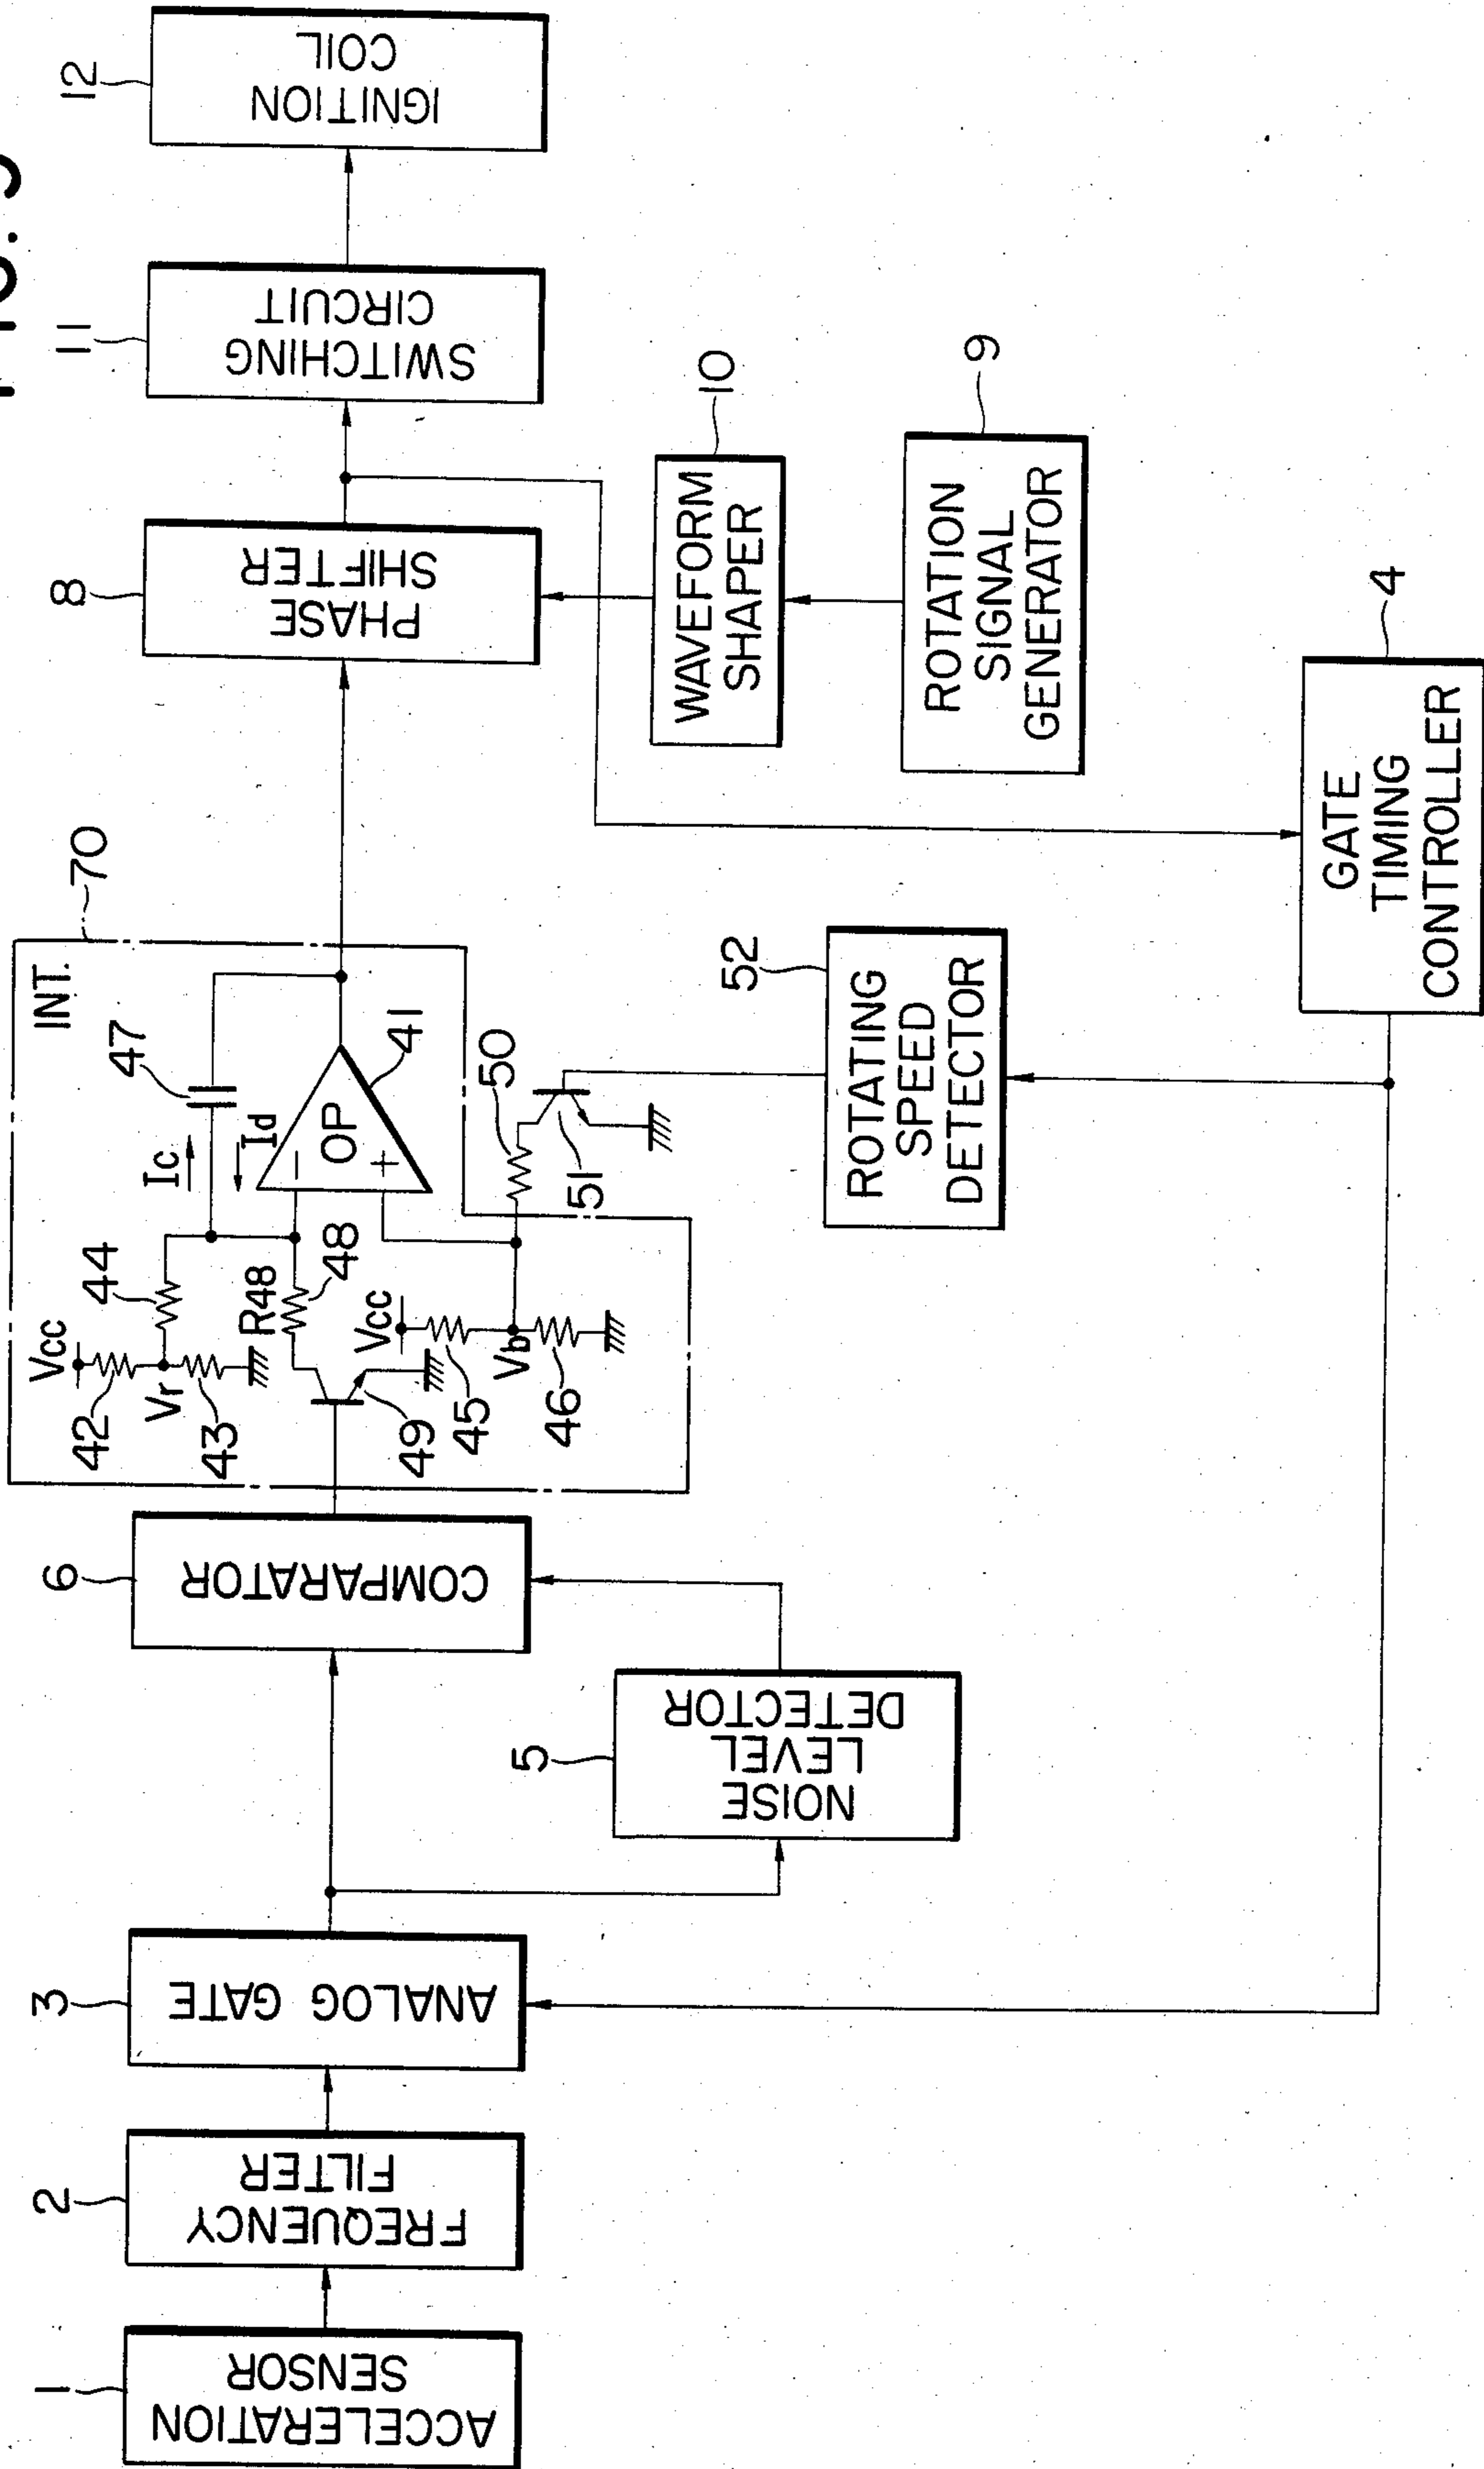 12
IGNITION
COIL
11
SWITCHING
CIRCUIT
8
PHASE
SHIFTER
10
WAVEFORM
SHAPER
9
ROTATION
SIGNAL
GENERATOR
4
GATE
TIMING
CONTROLLER
70
INT.
47
Ic
Id
OP
-
+
41
44
Vcc
42
Vr
43
R48
48
49
Vcc
45
Vb
46
50
51
52
ROTATING
SPEED
DETECTOR
6
COMPARATOR
5
NOISE
LEVEL
DETECTOR
3
ANALOG GATE
2
FREQUENCY
FILTER
1
ACCELERATION
SENSOR